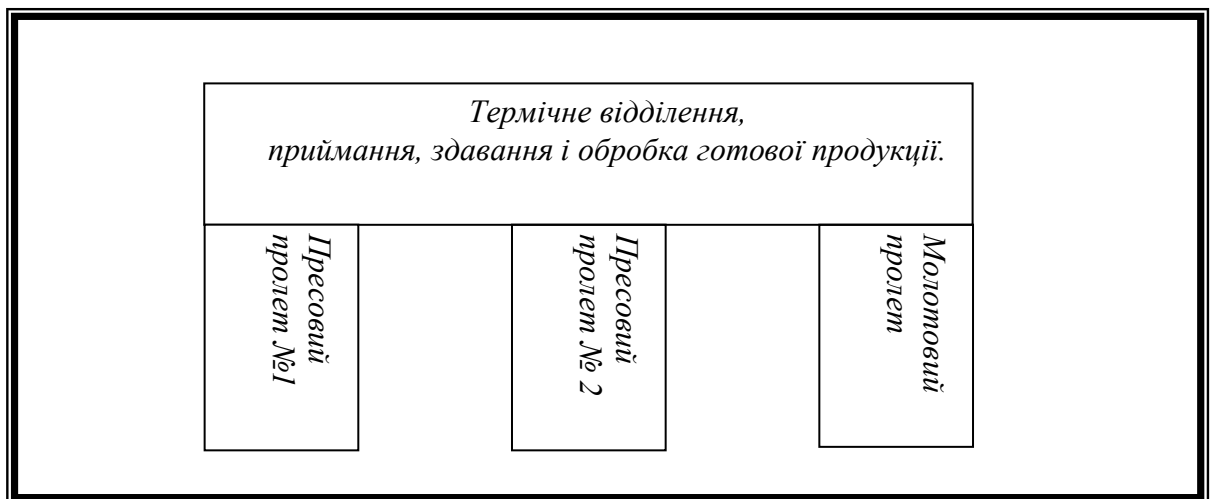 Термічне відділення,
приймання, здавання і обробка готової продукції.
Пресовий
пролет №1
Пресовий
пролет № 2
Молотовий
пролет